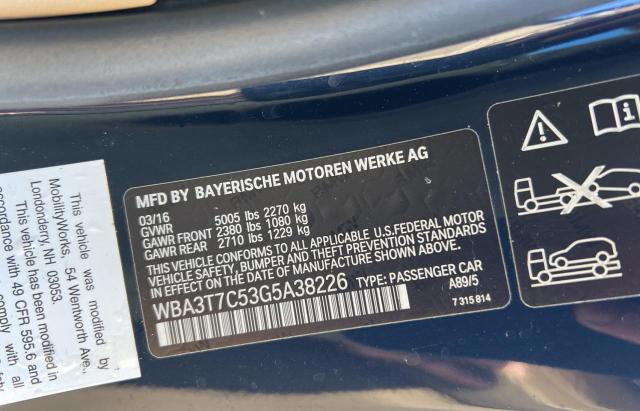 This vehicle was modified by
MobilityWorks, 54 Wentworth Ave.,
Londonderry, NH. 03053.
This vehicle has been modified in
accordance with 49 CFR 595.6 and
comply with all
MFD BY BAYERISCHE MOTOREN WERKE AG
03/16 5005 lbs 2270 kg
GVWR
GAWR FRONT 2380 lbs 1080 kg
GAWR REAR 2710 lbs 1229 kg
THIS VEHICLE CONFORMS TO ALL APPLICABLE U.S.FEDERAL MOTOR
VEHICLE SAFETY, BUMPER AND THEFT PREVENTION STANDARDS
IN EFFECT ON THE DATE OF MANUFACTURE SHOWN ABOVE.
WBA3T7C53G5A38226 TYPE: PASSENGER CAR
A89/5
7 315 814